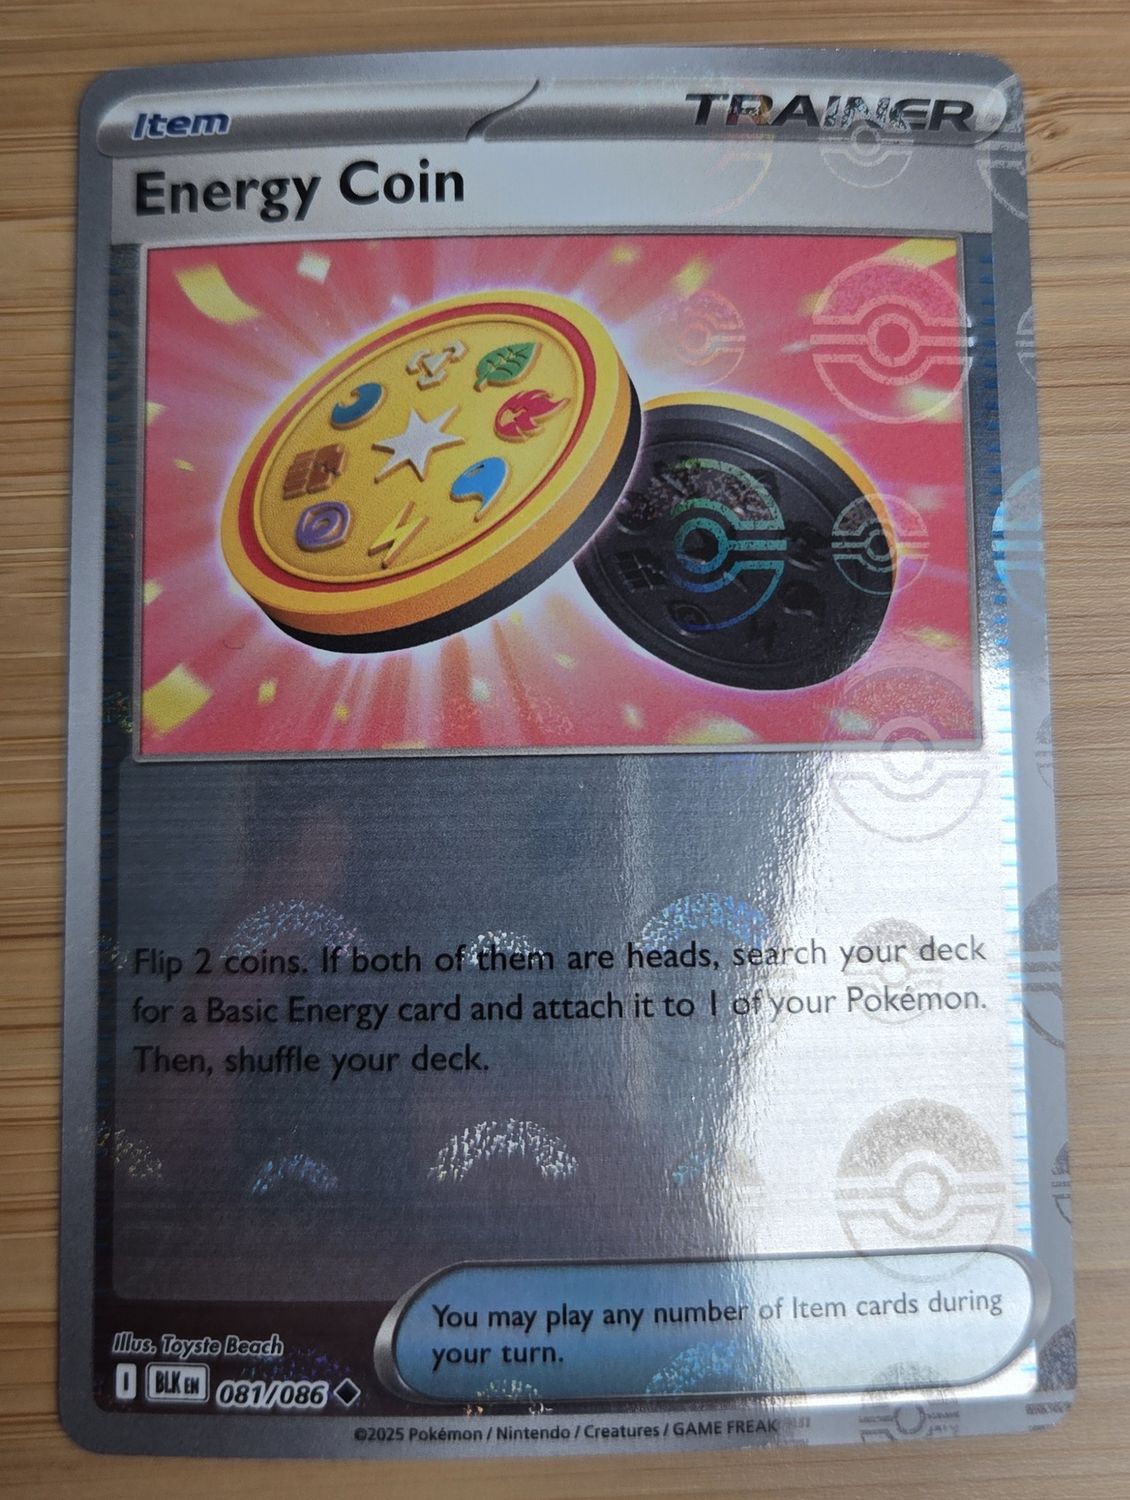 Item
TRAINER
Energy Coin
Flip 2 coins. If both of them are heads, search your deck
for a Basic Energy card and attach it to 1 of your Pokémon.
Then, shuffle your deck.
You may play any number of Item cards during
your turn.
Illus. Toyste Beach
I BLK EN 081/086
©2025 Pokémon / Nintendo / Creatures / GAME FREAK